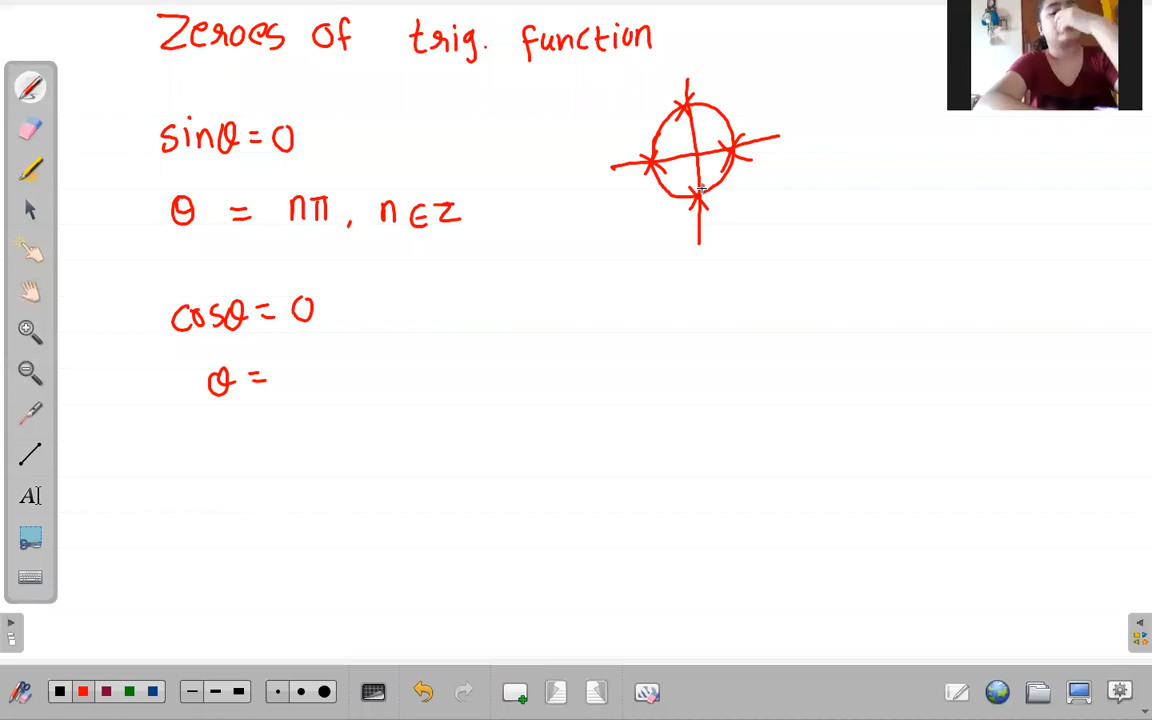 Zeroes of trig. function
sinθ = 0
θ = nπ, n ∈ z
cosθ = 0
θ =
A